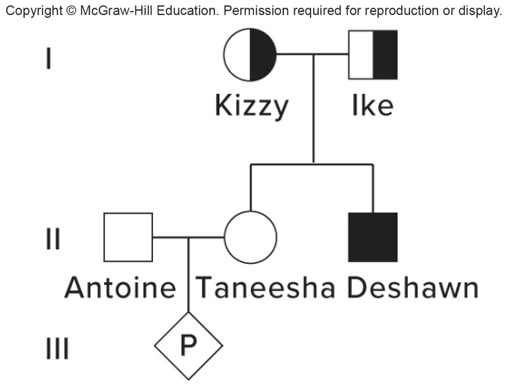 Copyright © McGraw-Hill Education. Permission required for reproduction or display.
I
Kizzy Ike
II
Antoine Taneesha Deshawn
III P